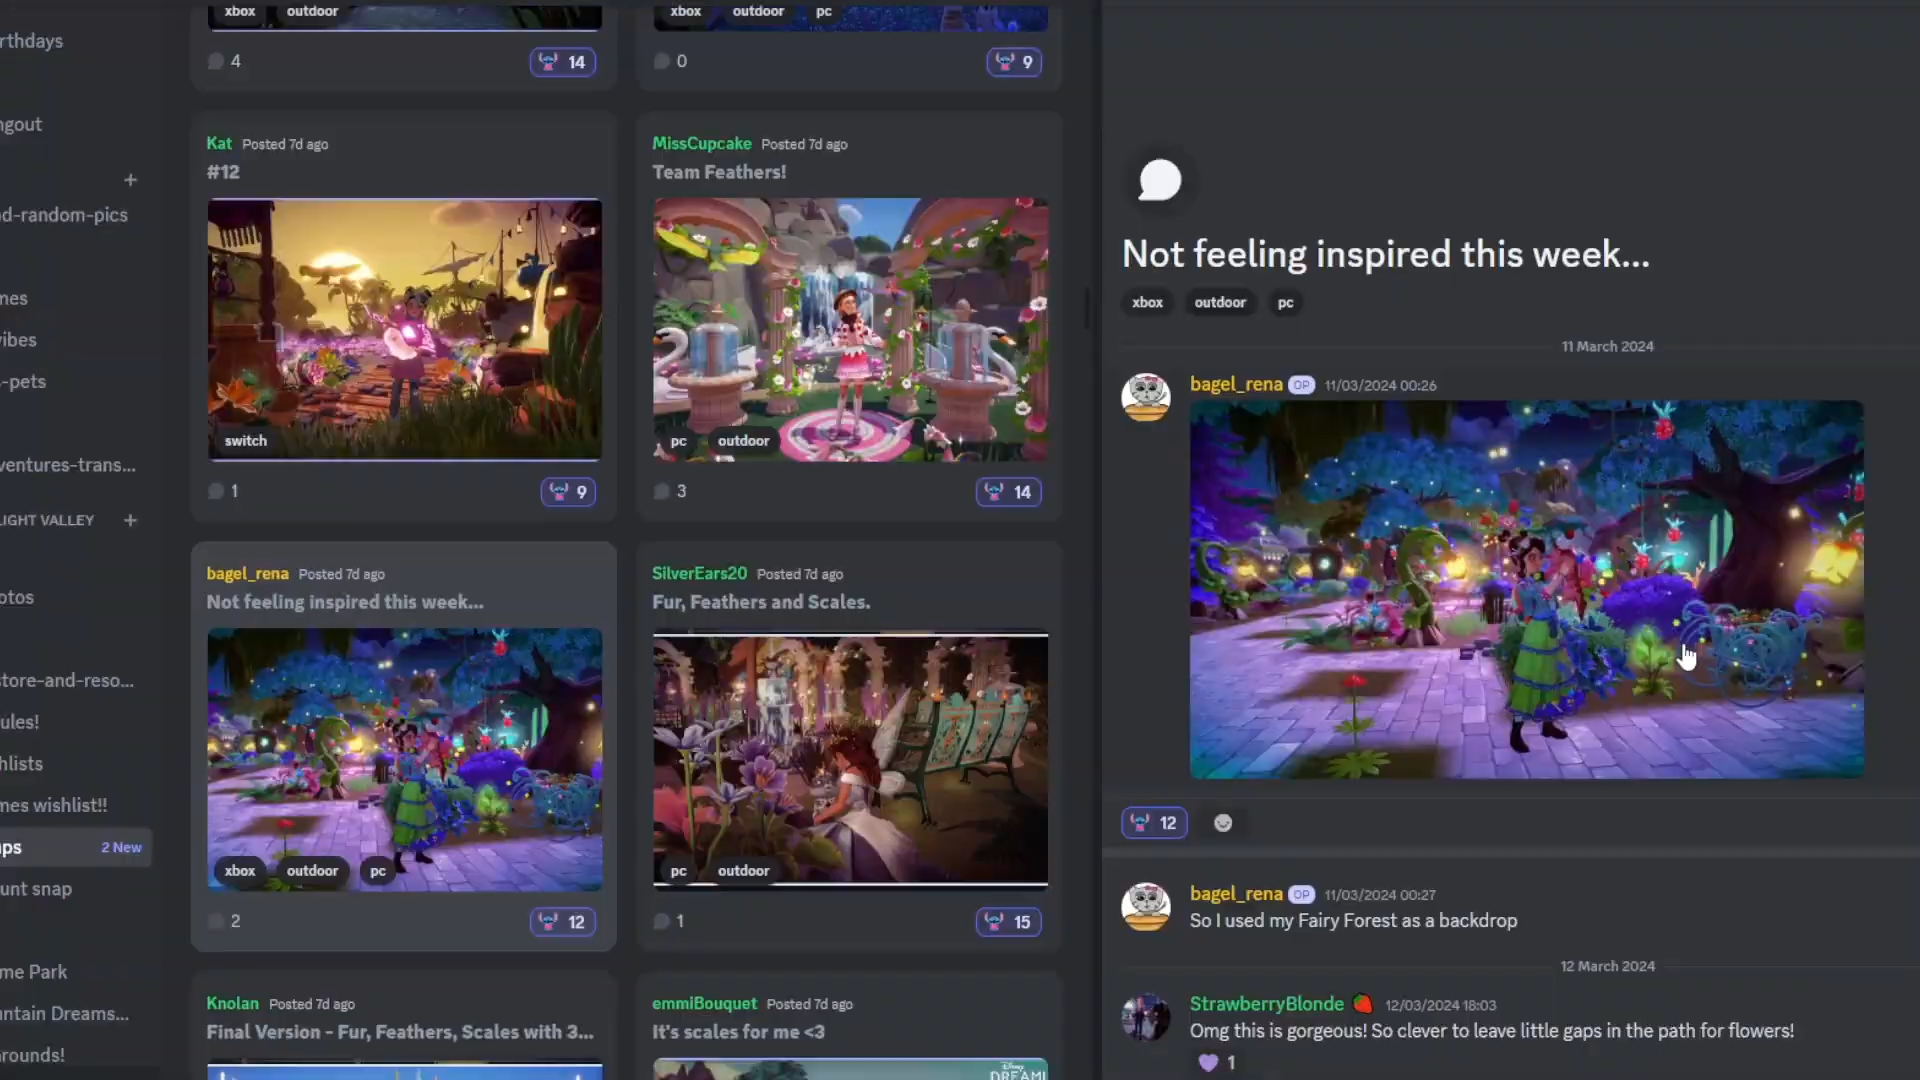 rthdays
ngout
d-random-pics
mes
ibes
-pets
ventures-trans...
IGHT VALLEY
otos
tore-and-reso...
ules!
hlists
mes wishlist!!
ps
2 New
unt snap
me Park
ntain Dreams...
rounds!
xbox outdoor
4
14
xbox outdoor pc
0
9
Kat Posted 7d ago
#12
switch
1
9
MissCupcake Posted 7d ago
Team Feathers!
pc outdoor
3
14
bagel_rena Posted 7d ago
Not feeling inspired this week...
xbox outdoor pc
2
12
SilverEars20 Posted 7d ago
Fur, Feathers and Scales.
pc outdoor
1
15
Knolan Posted 7d ago
Final Version - Fur, Feathers, Scales with 3...
emmiBouquet Posted 7d ago
It's scales for me <3
Disney
DREAML
Not feeling inspired this week...
xbox outdoor pc
11 March 2024
bagel_rena OP 11/03/2024 00:26
12
bagel_rena OP 11/03/2024 00:27
So I used my Fairy Forest as a backdrop
12 March 2024
StrawberryBlonde 🍓 12/03/2024 18:03
Omg this is gorgeous! So clever to leave little gaps in the path for flowers!
1